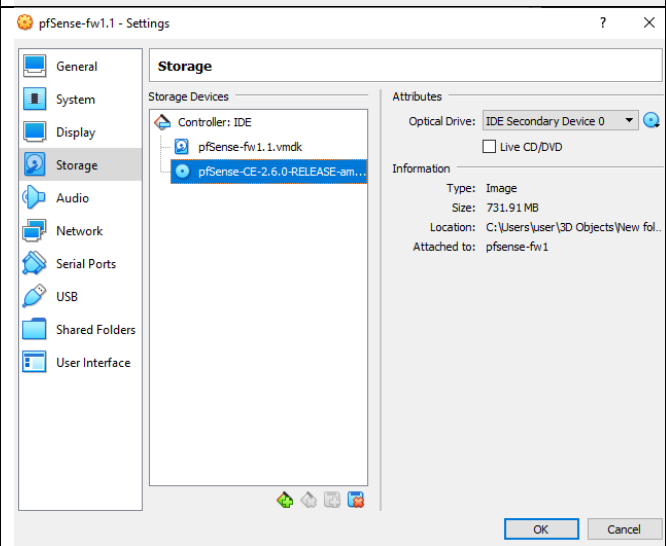 pfSense-fw1.1 - Settings
?
General
System
Display
Storage
Audio
Network
Serial Ports
USB
Shared Folders
User Interface
Storage
Storage Devices
Controller: IDE
pfSense-fw1.1.vmdk
pfSense-CE-2.6.0-RELEASE-am...
Attributes
Optical Drive: IDE Secondary Device 0
Live CD/DVD
Information
Type: Image
Size: 731.91 MB
Location: C:\Users\user\3D Objects\New fol...
Attached to: pfsense-fw1
OK
Cancel